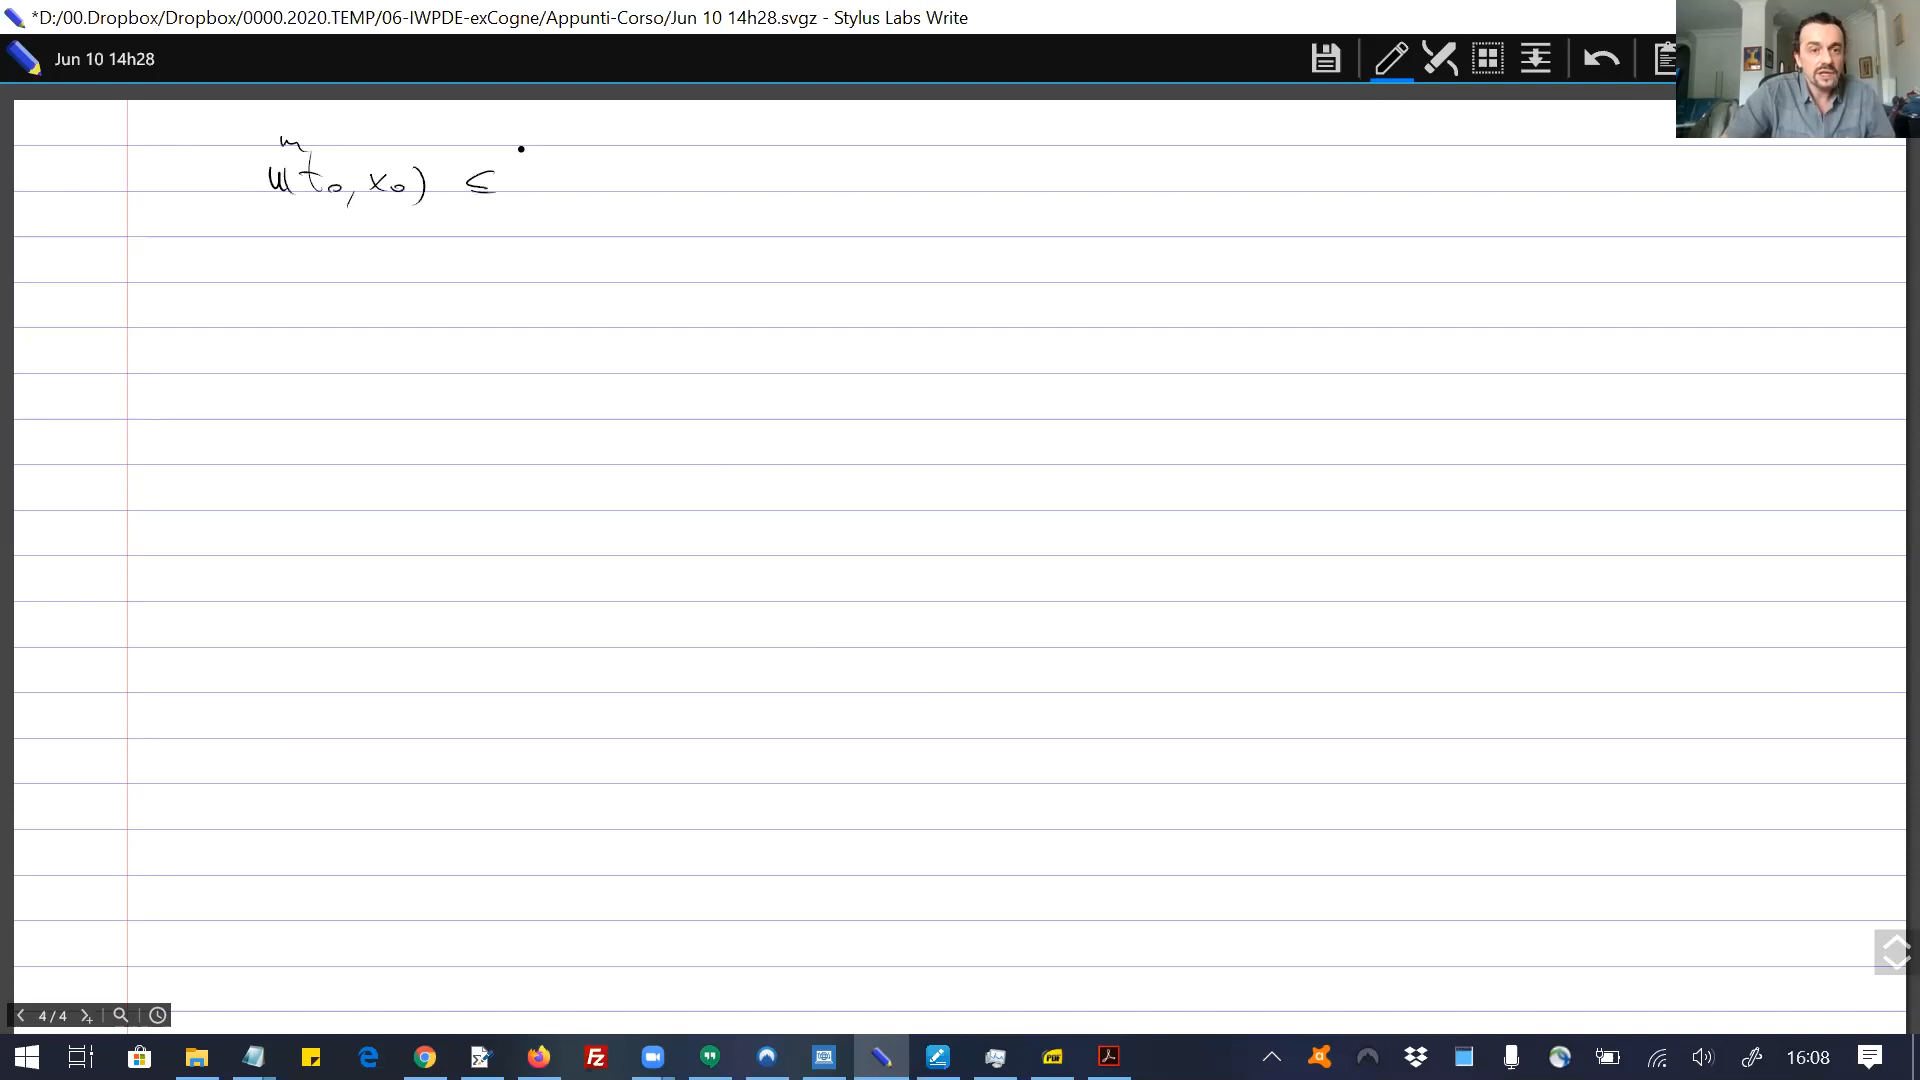 *D:/00.Dropbox/Dropbox/0000.2020.TEMP/06-IWPDE-exCogne/Appunti-Corso/Jun 10 14h28.svgz - Stylus Labs Write
Jun 10 14h28
m
t₀, x₀) ≤
4 / 4
16:08